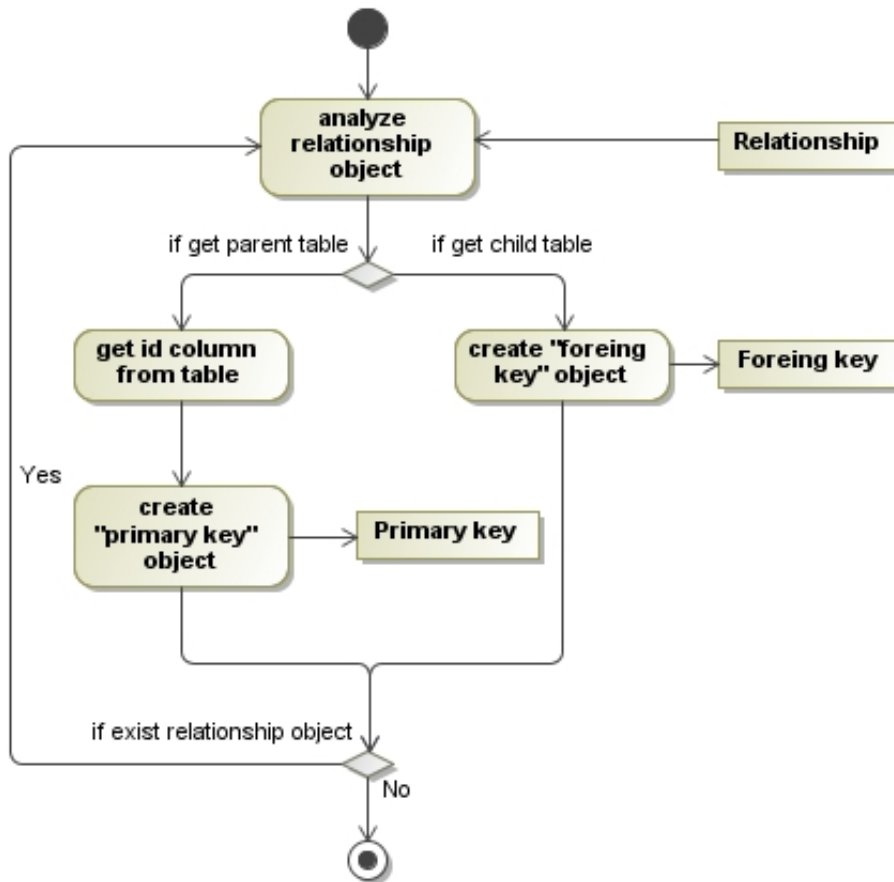 analyze
relationship
object
Relationship
if get parent table
if get child table
get id column
from table
create "foreing
key" object
Foreing key
Yes
create
"primary key"
object
Primary key
if exist relationship object
No